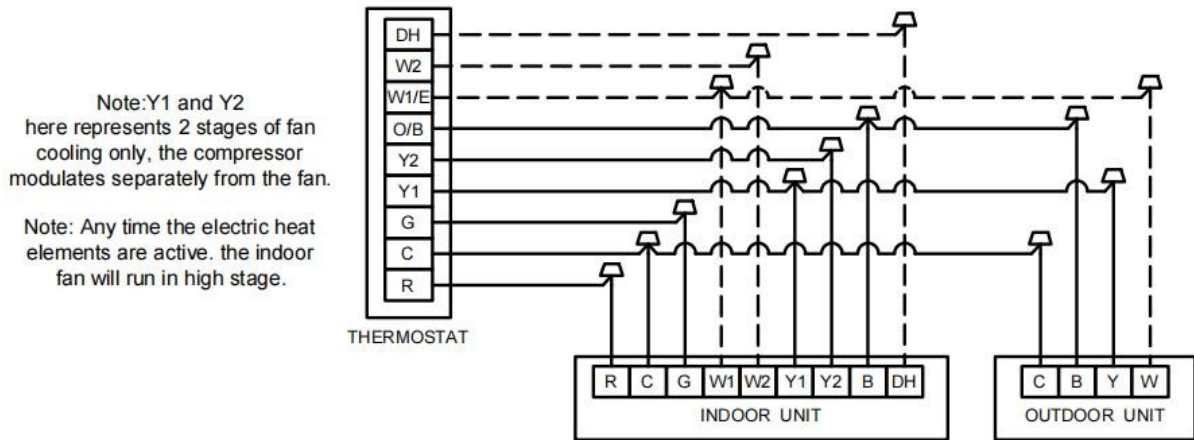 Note:Y1 and Y2
here represents 2 stages of fan
cooling only, the compressor
modulates separately from the fan.
Note: Any time the electric heat
elements are active. the indoor
fan will run in high stage.
DH
W2
W1/E
O/B
Y2
Y1
G
C
R
THERMOSTAT
R C G W1 W2 Y1 Y2 B DH
INDOOR UNIT
C B Y W
OUTDOOR UNIT